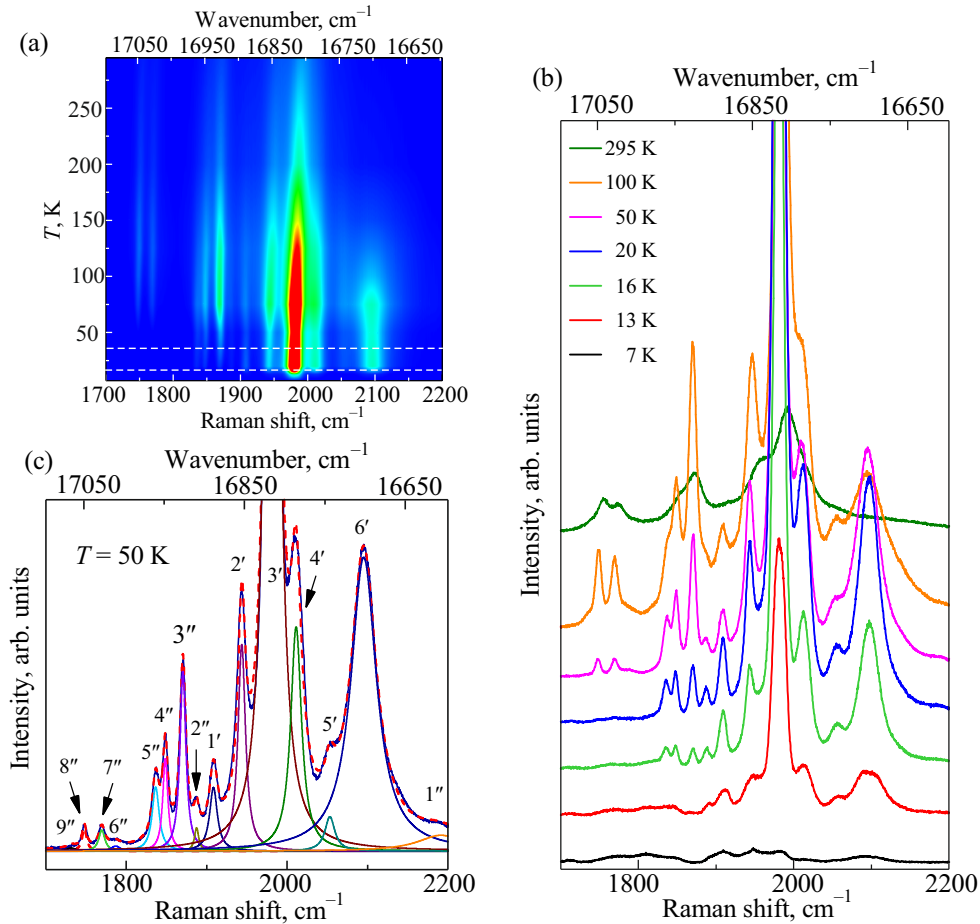 (a)
Wavenumber, cm⁻¹
17050 16950 16850 16750 16650
T, K
250
200
150
100
50
1700 1800 1900 2000 2100 2200
Raman shift, cm⁻¹
(b)
Wavenumber, cm⁻¹
17050 16850 16650
Intensity, arb. units
295 K
100 K
50 K
20 K
16 K
13 K
7 K
1800 2000 2200
Raman shift, cm⁻¹
(c)
Wavenumber, cm⁻¹
17050 16850 16650
Intensity, arb. units
T = 50 K
9″
8″
7″
6″
5″
4″
3″
2″
1′
2′
3′
4′
5′
6′
1″
1800 2000 2200
Raman shift, cm⁻¹